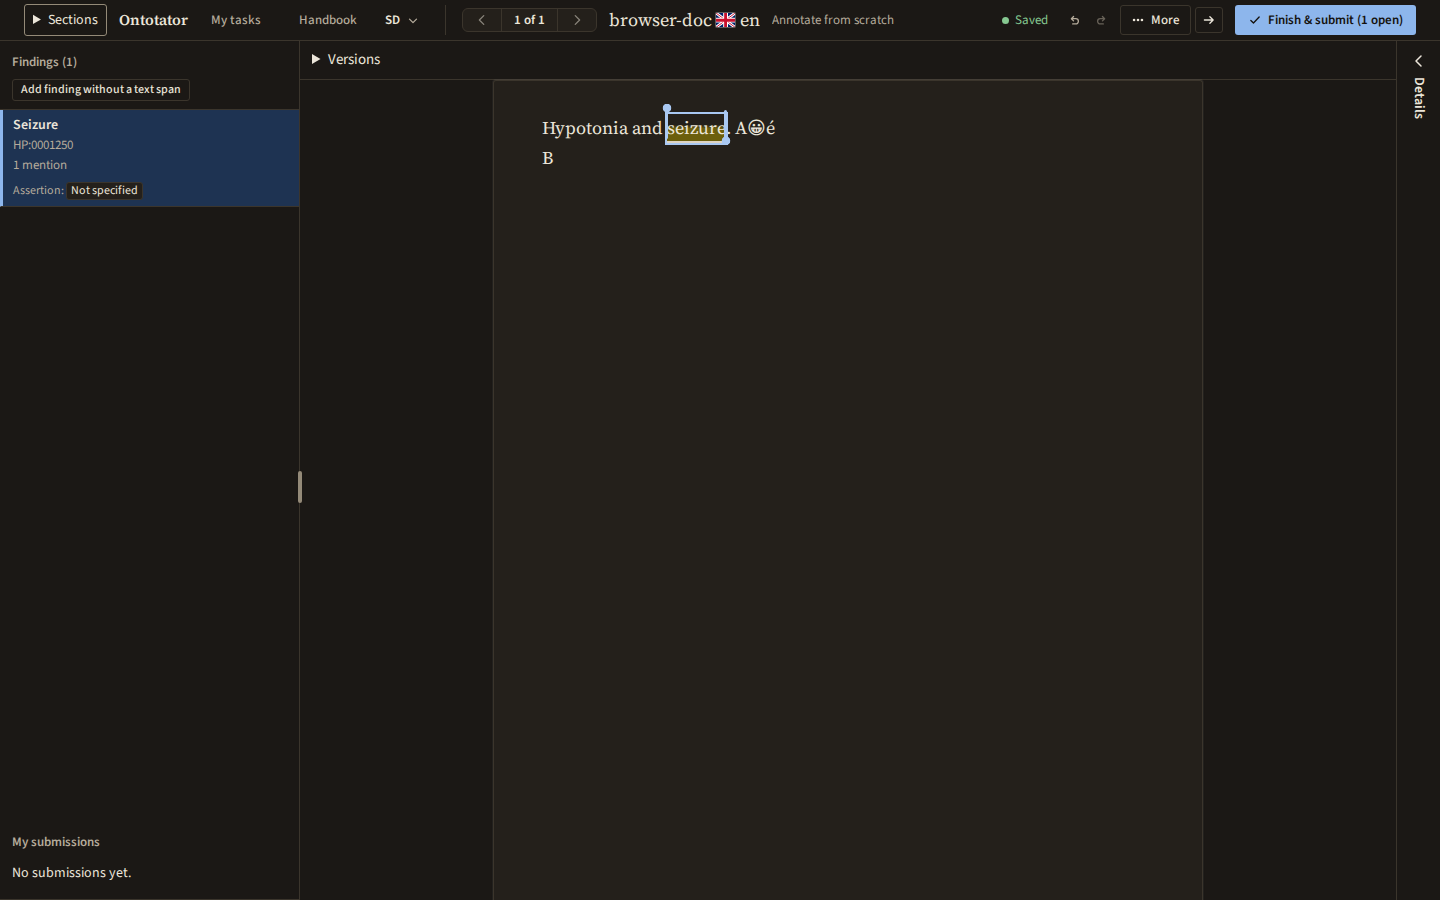 Sections Ontotator My tasks Handbook SD 1 of 1 browser-doc 🇬🇧 en Annotate from scratch Saved More Finish & submit (1 open)
Findings (1)
Add finding without a text span
Seizure
HP:0001250
1 mention
Assertion: Not specified
My submissions
No submissions yet.
Versions
Hypotonia and seizure. A😀é
B
Details